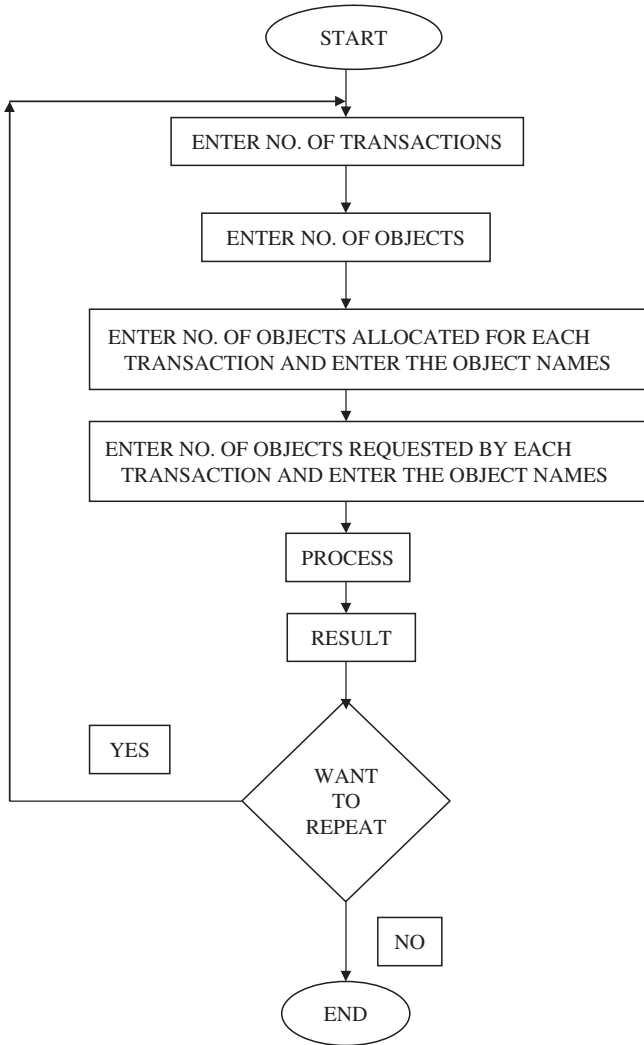 START
ENTER NO. OF TRANSACTIONS
ENTER NO. OF OBJECTS
ENTER NO. OF OBJECTS ALLOCATED FOR EACH
TRANSACTION AND ENTER THE OBJECT NAMES
ENTER NO. OF OBJECTS REQUESTED BY EACH
TRANSACTION AND ENTER THE OBJECT NAMES
PROCESS
RESULT
YES
WANT
TO
REPEAT
NO
END